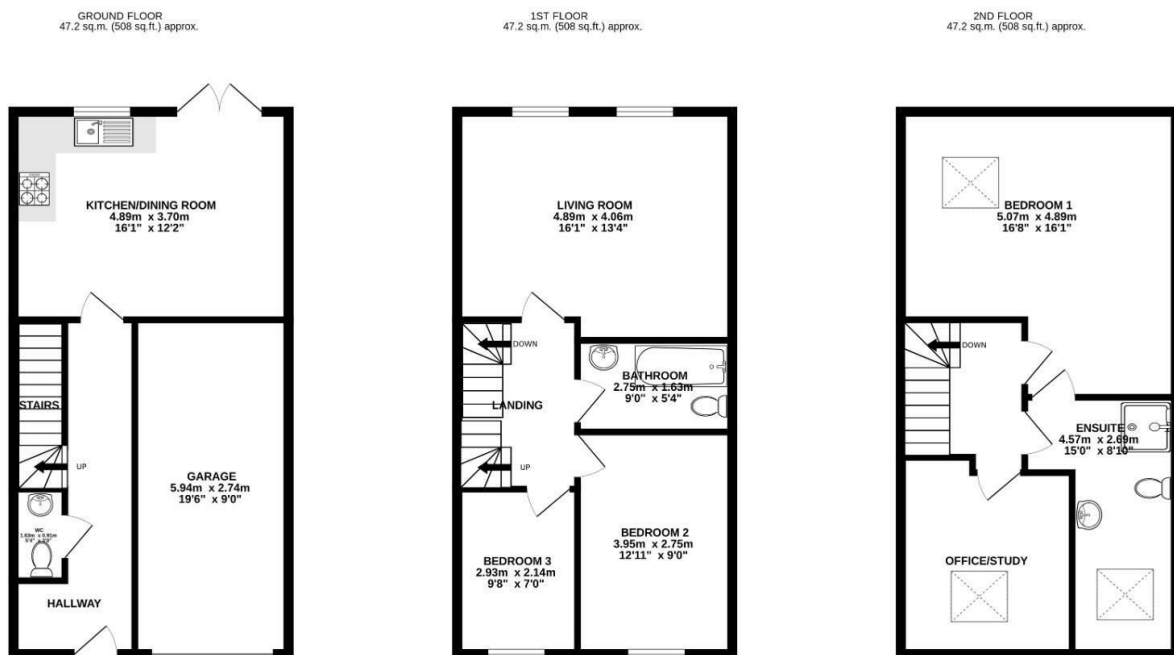 GROUND FLOOR
47.2 sq.m. (508 sq.ft.) approx.
KITCHEN/DINING ROOM
4.89m x 3.70m
16'1" x 12'2"
STAIRS
UP
WC
GARAGE
5.94m x 2.74m
19'6" x 9'0"
HALLWAY
1ST FLOOR
47.2 sq.m. (508 sq.ft.) approx.
LIVING ROOM
4.89m x 4.06m
16'1" x 13'4"
DOWN
BATHROOM
2.75m x 1.63m
9'0" x 5'4"
LANDING
UP
BEDROOM 2
3.95m x 2.75m
12'11" x 9'0"
BEDROOM 3
2.93m x 2.14m
9'8" x 7'0"
2ND FLOOR
47.2 sq.m. (508 sq.ft.) approx.
BEDROOM 1
5.07m x 4.89m
16'8" x 16'1"
DOWN
ENSUITE
4.57m x 2.69m
15'0" x 8'10"
OFFICE/STUDY